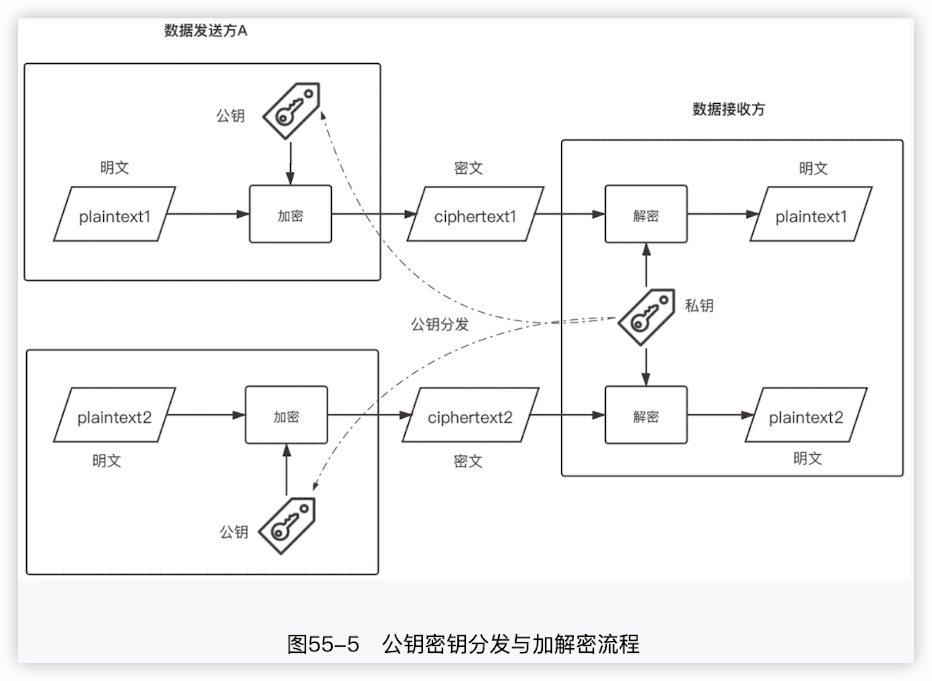 数据发送方A
公钥
明文
plaintext1
加密
密文
ciphertext1
数据接收方
解密
明文
plaintext1
公钥分发
私钥
plaintext2
明文
加密
公钥
ciphertext2
密文
解密
plaintext2
明文
图55-5 公钥密钥分发与加解密流程